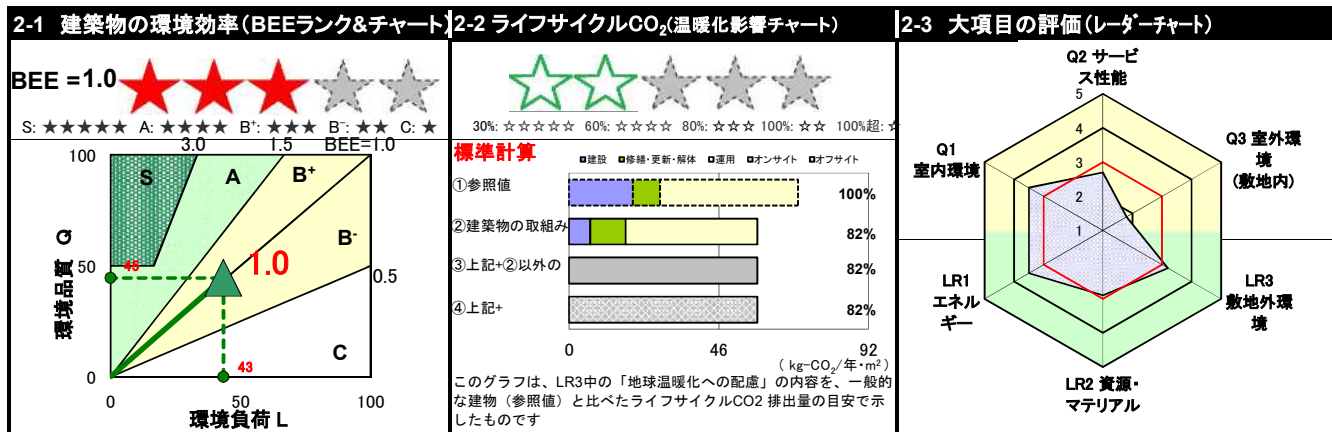 2-1 建築物の環境効率(BEEランク&チャート)
BEE = 1.0
S: ★★★★★ A: ★★★★ B⁺: ★★★ B⁻: ★★ C: ★
3.0 1.5 BEE=1.0
100
S
A
B⁺
B⁻
環境品質 Q
50
45
1.0
0.5
C
0
43
0 50 100
環境負荷 L
2-2 ライフサイクルCO₂(温暖化影響チャート)
30%: ☆☆☆☆☆ 60%: ☆☆☆☆ 80%: ☆☆☆ 100%: ☆☆ 100%超: ☆
標準計算
■建設 ■修繕・更新・解体 ■運用 ■オンサイト ■オフサイト
①参照値 100%
②建築物の取組み 82%
③上記+②以外の 82%
④上記+ 82%
0 46 92
( kg-CO₂/年・m²)
このグラフは、LR3中の「地球温暖化への配慮」の内容を、一般的
な建物(参照値)と比べたライフサイクルCO2 排出量の目安で示
したものです
2-3 大項目の評価(レーダーチャート)
Q2 サービ
ス性能
5
4
3
2
1
Q1
室内環境
Q3 室外環
境
(敷地内)
LR1
エネル
ギー
LR3
敷地外環
境
LR2 資源・
マテリアル